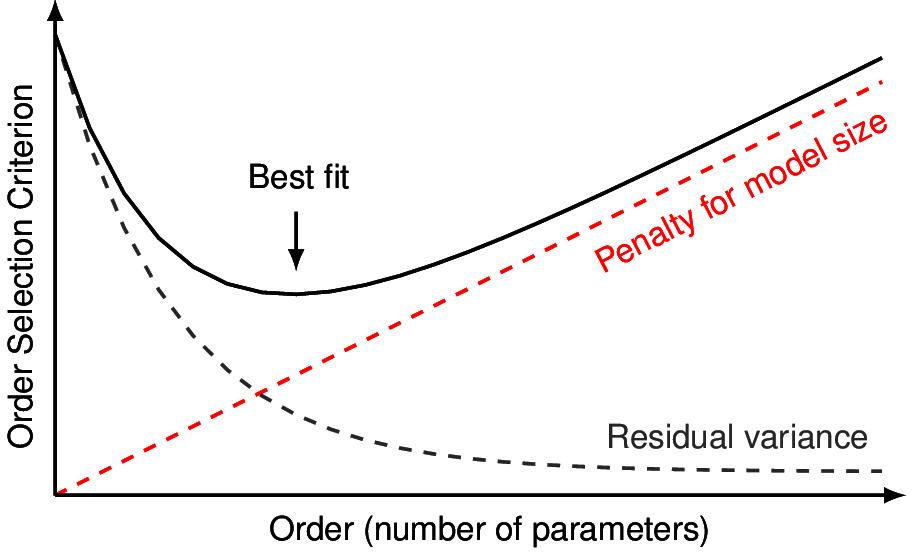 Order Selection Criterion
Best fit
Penalty for model size
Residual variance
Order (number of parameters)